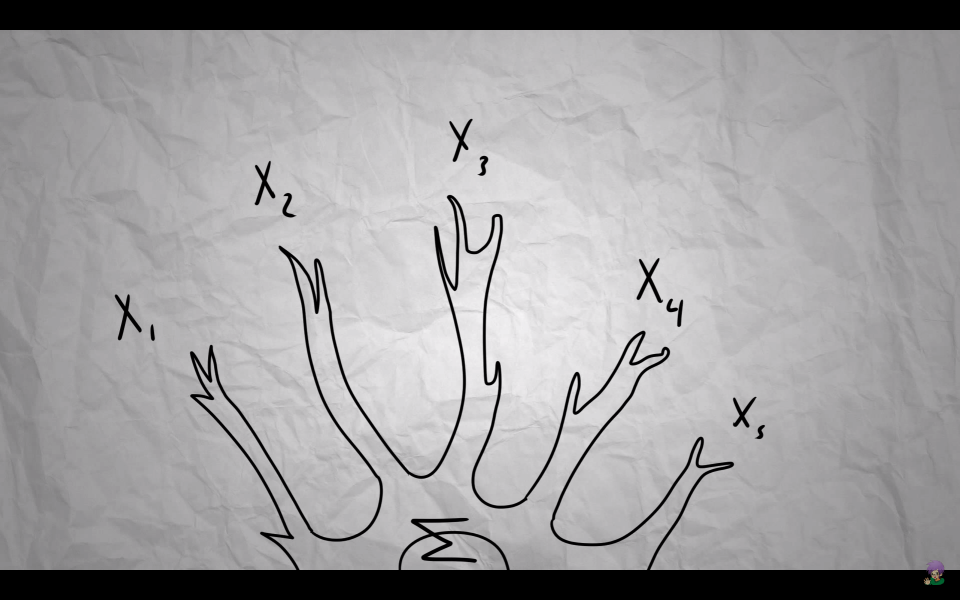 X₁
X₂
X₃
X₄
X₅
Σ